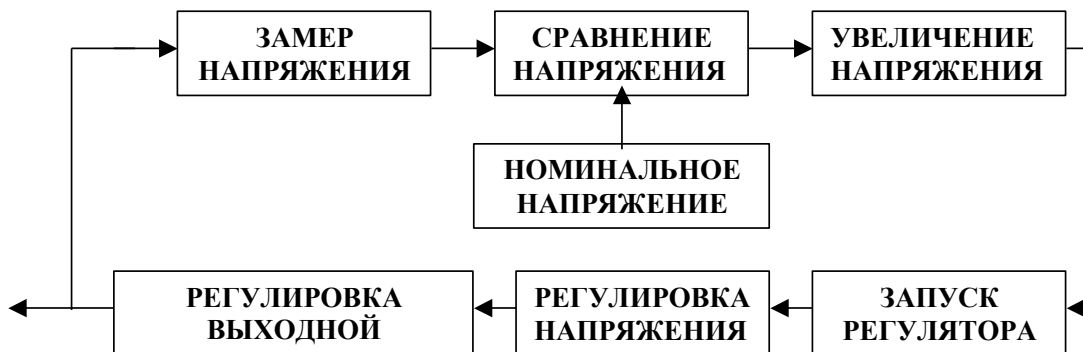 ЗАМЕР
НАПРЯЖЕНИЯ
СРАВНЕНИЕ
НАПРЯЖЕНИЯ
УВЕЛИЧЕНИЕ
НАПРЯЖЕНИЯ
НОМИНАЛЬНОЕ
НАПРЯЖЕНИЕ
РЕГУЛИРОВКА
ВЫХОДНОЙ
РЕГУЛИРОВКА
НАПРЯЖЕНИЯ
ЗАПУСК
РЕГУЛЯТОРА